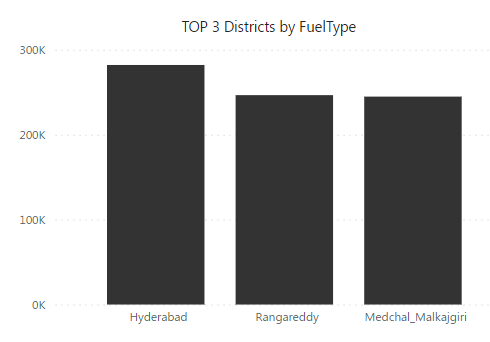 TOP 3 Districts by FuelType
300K
200K
100K
0K
Hyderabad Rangareddy Medchal_Malkajgiri